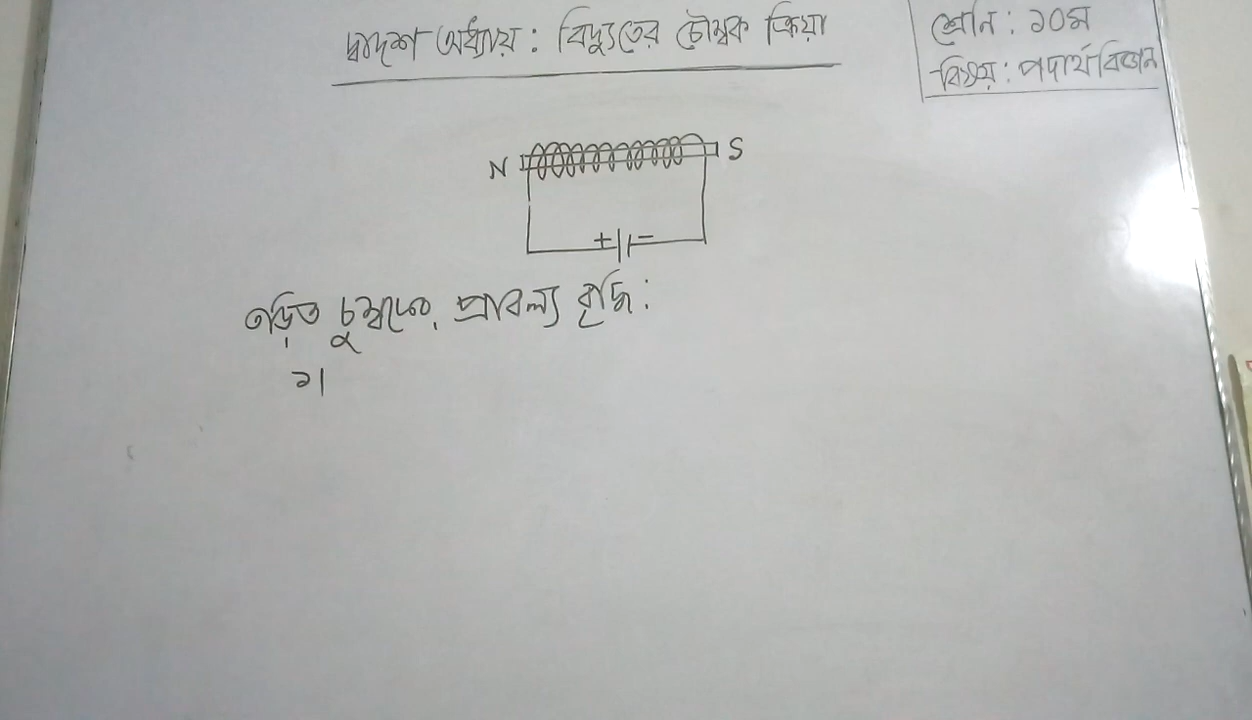 দ্বাদশ অধ্যায় : বিদ্যুতের চৌম্বক ক্রিয়া
শ্রেনি : ১০ম
বিষয় : পদার্থবিজ্ঞান
N S
+ -
তড়িত চুম্বকের প্রাবল্য বৃদ্ধি :
১।